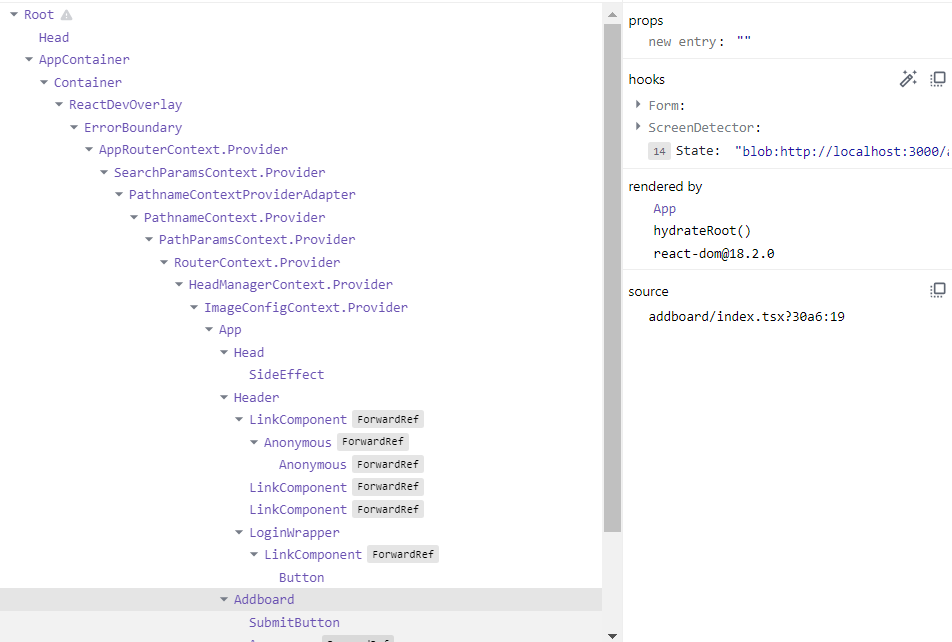 Root
Head
AppContainer
Container
ReactDevOverlay
ErrorBoundary
AppRouterContext.Provider
SearchParamsContext.Provider
PathnameContextProviderAdapter
PathnameContext.Provider
PathParamsContext.Provider
RouterContext.Provider
HeadManagerContext.Provider
ImageConfigContext.Provider
App
Head
SideEffect
Header
LinkComponent ForwardRef
Anonymous ForwardRef
Anonymous ForwardRef
LinkComponent ForwardRef
LinkComponent ForwardRef
LoginWrapper
LinkComponent ForwardRef
Button
Addboard
SubmitButton
props
new entry: ""
hooks
Form:
ScreenDetector:
14 State: "blob:http://localhost:3000/
rendered by
App
hydrateRoot()
react-dom@18.2.0
source
addboard/index.tsx?30a6:19